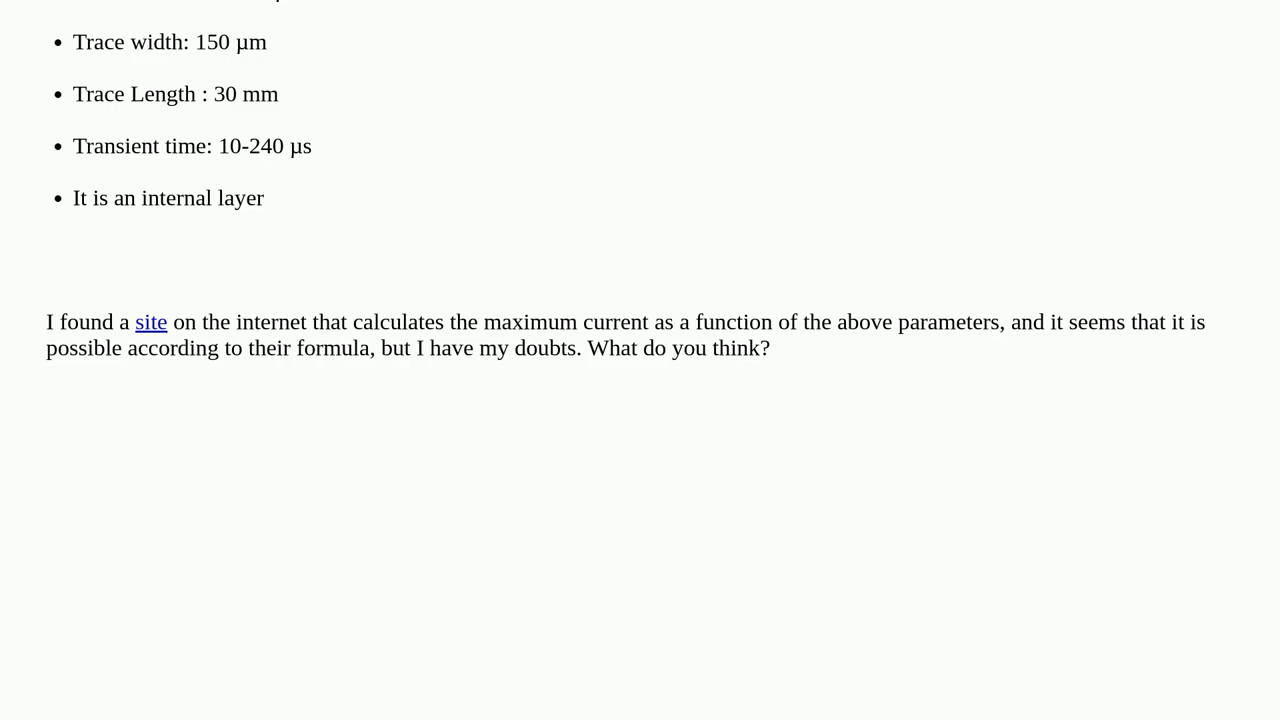 • Trace width: 150 µm
• Trace Length : 30 mm
• Transient time: 10-240 µs
• It is an internal layer
I found a site on the internet that calculates the maximum current as a function of the above parameters, and it seems that it is
possible according to their formula, but I have my doubts. What do you think?